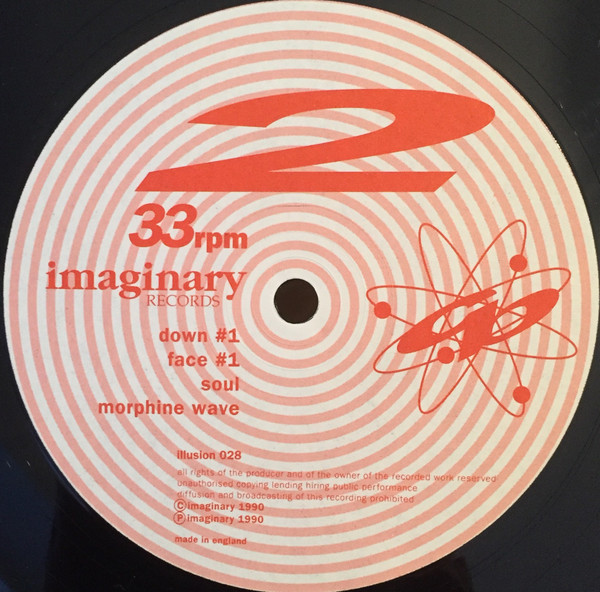 2
33rpm
imaginary
RECORDS
down #1
face #1
soul
morphine wave
illusion 028
all rights of the producer and of the owner of the recorded work reserved
unauthorised copying lending hiring public performance
diffusion and broadcasting of this recording prohibited
Ⓒimaginary 1990
Ⓟimaginary 1990
made in england